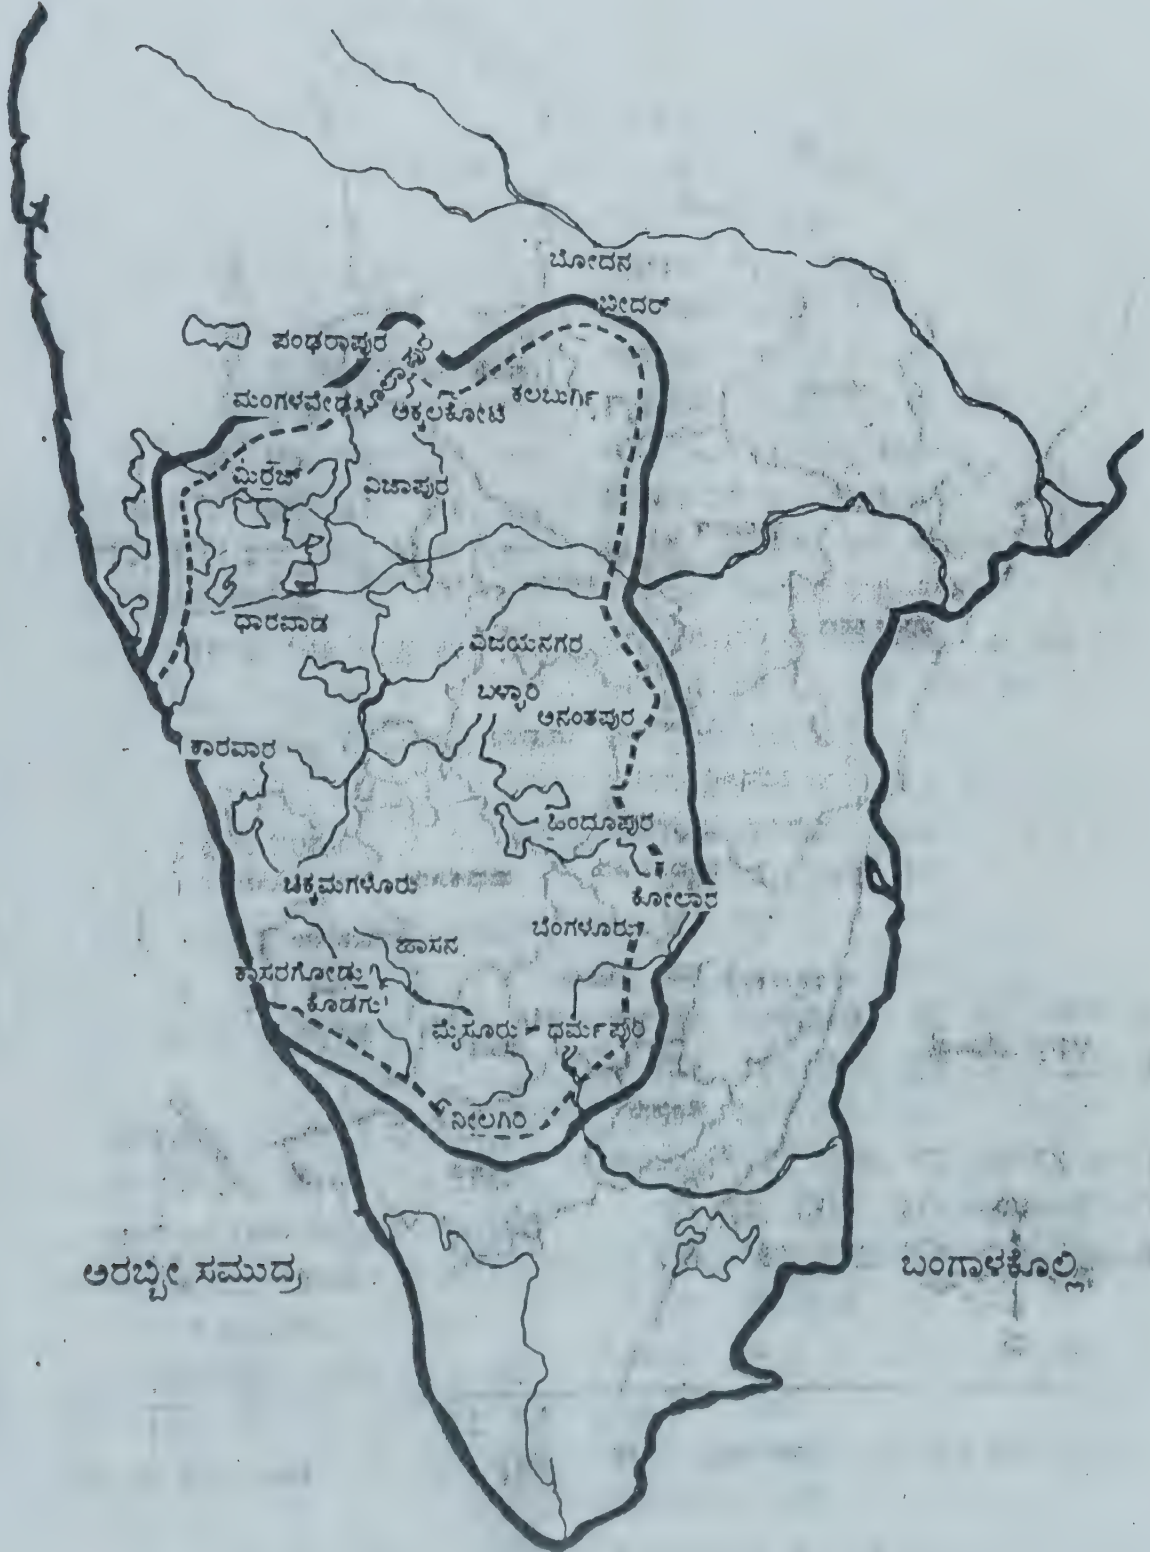 ಬೋದನ
ಬೀದರ್
ಪಂಢರಾಪುರ
ಮಂಗಳವೇಢ
ಅಕ್ಕಲಕೋಟೆ
ಕಲಬುರ್ಗಿ
ಮಿರಜ್
ವಿಜಾಪುರ
ಧಾರವಾಡ
ವಿಜಯನಗರ
ಬಳ್ಳಾರಿ
ಅನಂತಪುರ
ಕಾರವಾರ
ಹಿಂದೂಪುರ
ಚಿಕ್ಕಮಗಳೂರು
ಕೋಲಾರ
ಬೆಂಗಳೂರು
ಹಾಸನ
ಕಾಸರಗೋಡು
ಕೊಡಗು
ಮೈಸೂರು
ಧರ್ಮಪುರಿ
ನೀಲಗಿರಿ
ಅರಬ್ಬೀ ಸಮುದ್ರ
ಬಂಗಾಳಕೊಲ್ಲಿ